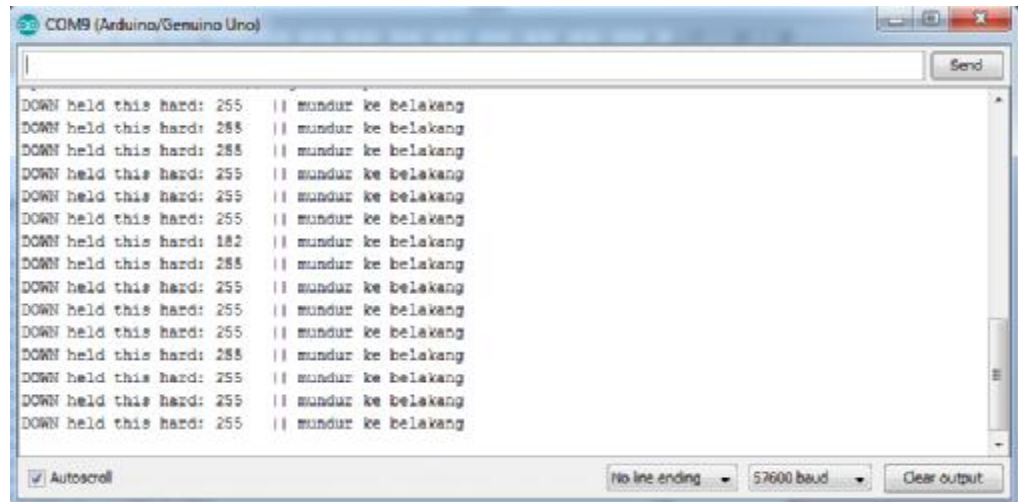 COM9 (Arduino/Genuino Uno)
Send
DOWN held this hard: 255 || mundur ke belakang
DOWN held this hard: 255 || mundur ke belakang
DOWN held this hard: 255 || mundur ke belakang
DOWN held this hard: 255 || mundur ke belakang
DOWN held this hard: 255 || mundur ke belakang
DOWN held this hard: 255 || mundur ke belakang
DOWN held this hard: 182 || mundur ke belakang
DOWN held this hard: 255 || mundur ke belakang
DOWN held this hard: 255 || mundur ke belakang
DOWN held this hard: 255 || mundur ke belakang
DOWN held this hard: 255 || mundur ke belakang
DOWN held this hard: 255 || mundur ke belakang
DOWN held this hard: 255 || mundur ke belakang
DOWN held this hard: 255 || mundur ke belakang
DOWN held this hard: 255 || mundur ke belakang
Autoscroll
No line ending
57600 baud
Clear output